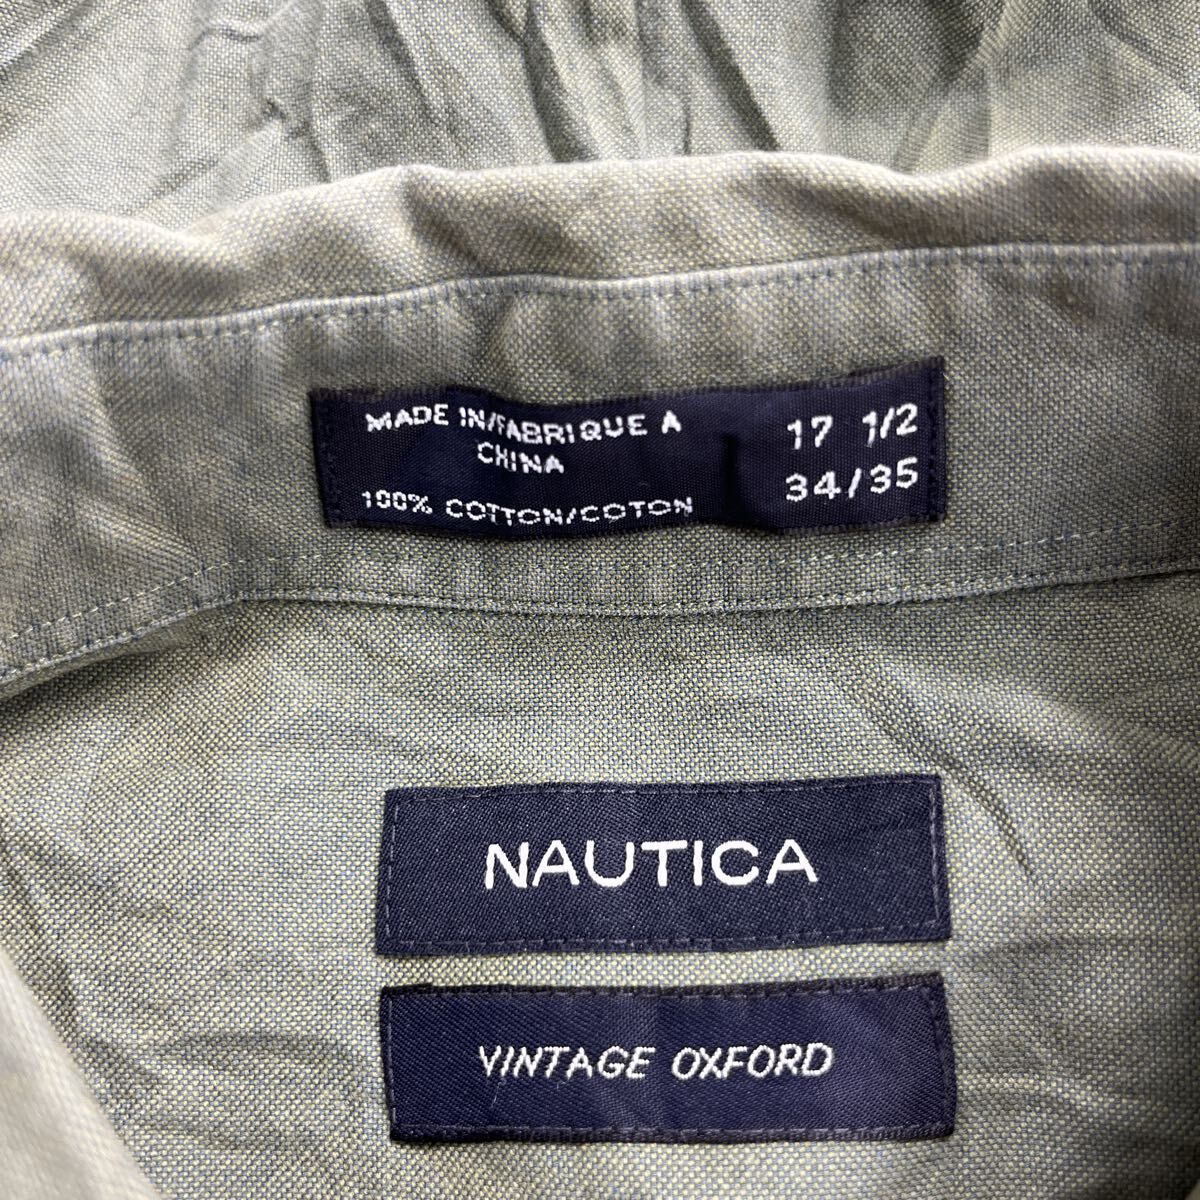 MADE IN/FABRIQUE A
CHINA
100% COTTON/COTON
17 1/2
34/35
NAUTICA
VINTAGE OXFORD